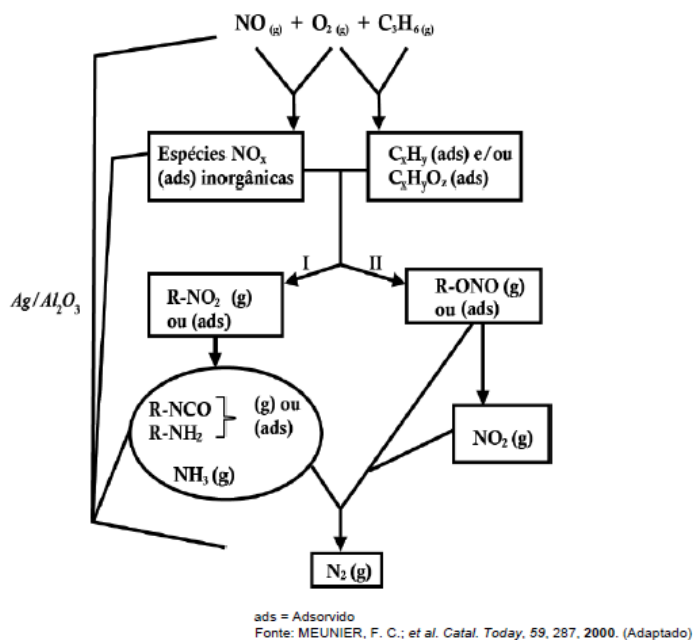 NO (g) + O2 (g) + C3H6 (g)
Espécies NOx
(ads) inorgânicas
CxHy (ads) e/ou
CxHyOz (ads)
I
II
Ag/Al2O3
R-NO2 (g)
ou (ads)
R-ONO (g)
ou (ads)
R-NCO
R-NH2
(g) ou
(ads)
NH3 (g)
NO2 (g)
N2 (g)
ads = Adsorvido
Fonte: MEUNIER, F. C.; et al. Catal. Today, 59, 287, 2000. (Adaptado)